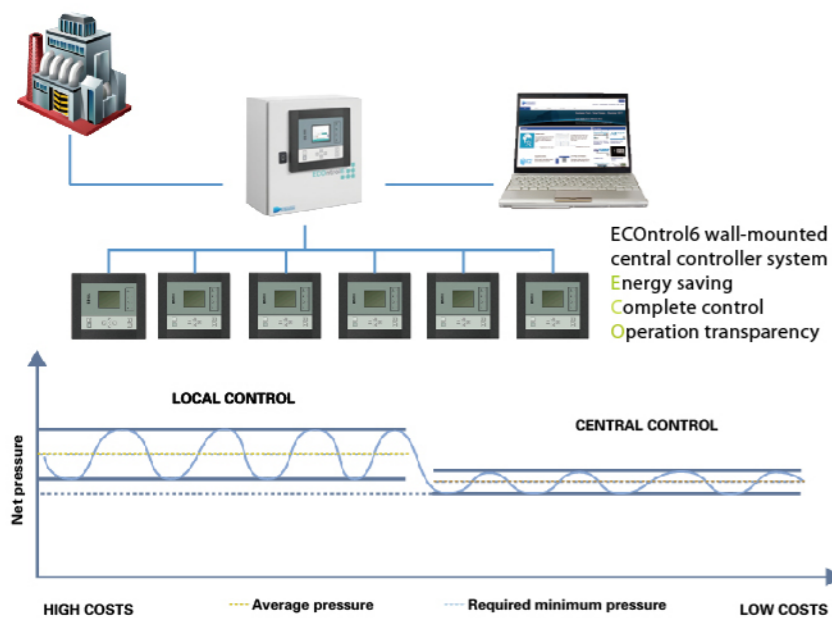 ECOntrol6 wall-mounted
central controller system
Energy saving
Complete control
Operation transparency
LOCAL CONTROL
CENTRAL CONTROL
Net pressure
HIGH COSTS
Average pressure
Required minimum pressure
LOW COSTS